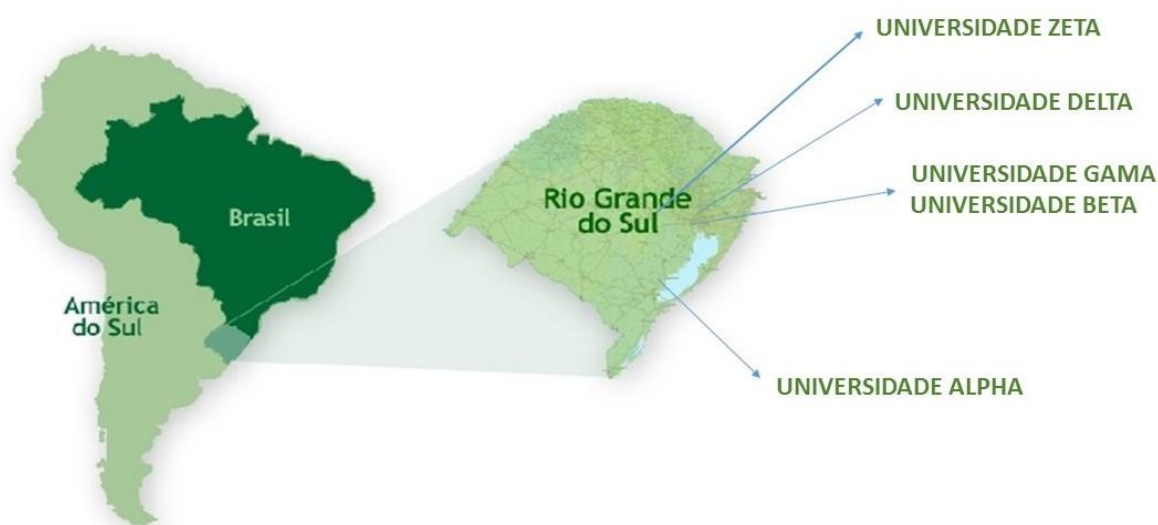 UNIVERSIDADE ZETA
UNIVERSIDADE DELTA
UNIVERSIDADE GAMA
UNIVERSIDADE BETA
Rio Grande
do Sul
Brasil
América
do Sul
UNIVERSIDADE ALPHA